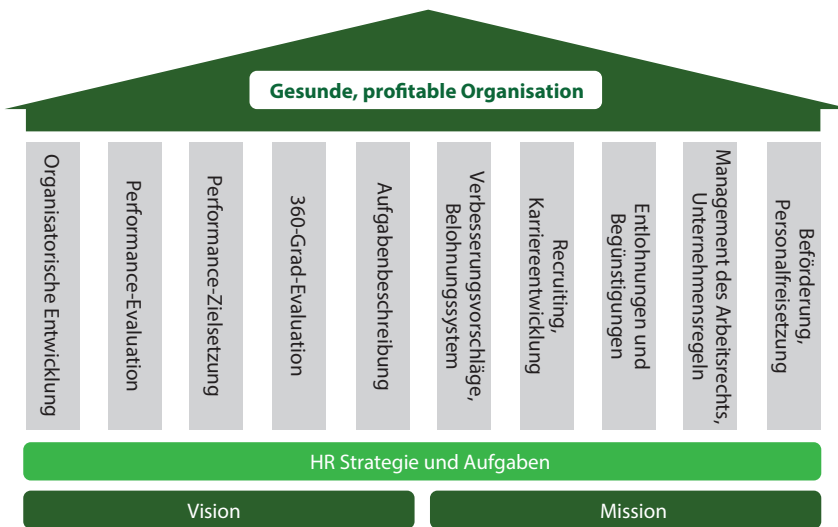 Gesunde, profitable Organisation
Organisatorische Entwicklung
Performance-Evaluation
Performance-Zielsetzung
360-Grad-Evaluation
Aufgabenbeschreibung
Verbesserungsvorschläge,
Belohnungssystem
Recruiting,
Karriereentwicklung
Entlohnungen und
Begünstigungen
Management des Arbeitsrechts,
Unternehmensregeln
Beförderung,
Personalfreisetzung
HR Strategie und Aufgaben
Vision
Mission